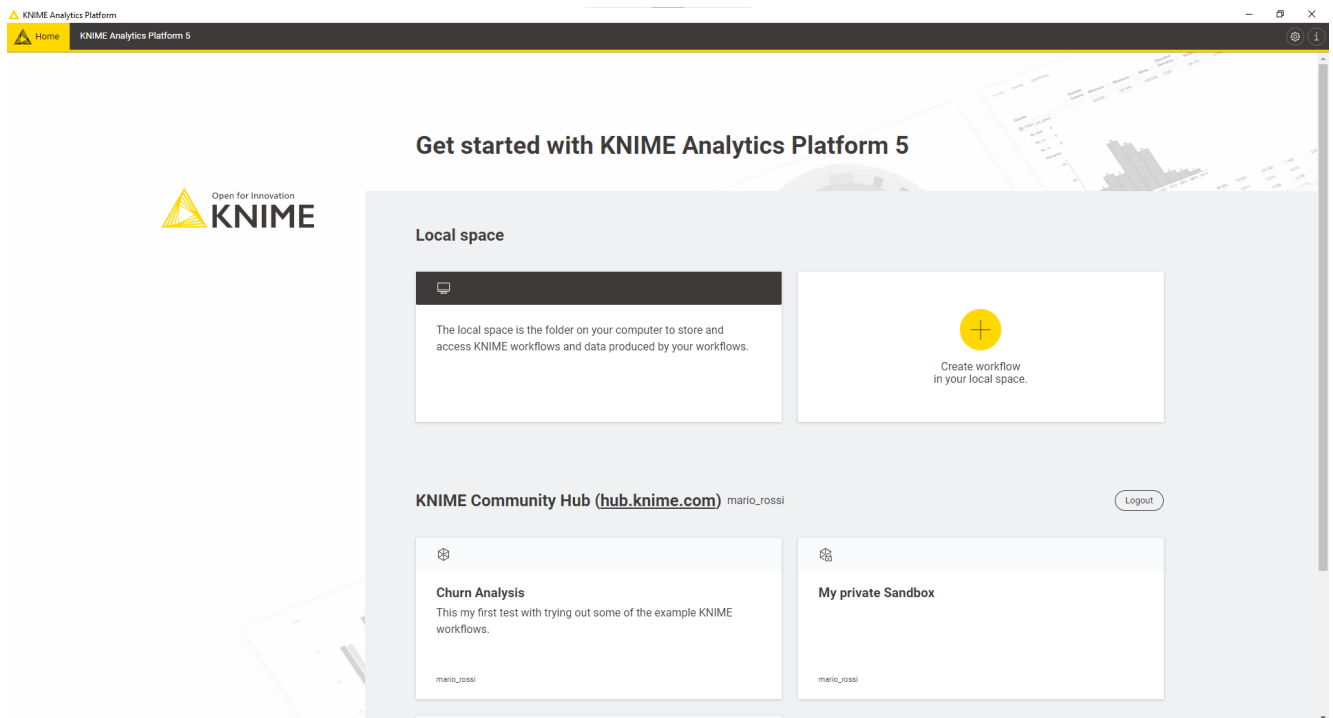 KNIME Analytics Platform
Home
KNIME Analytics Platform 5
Get started with KNIME Analytics Platform 5
Open for Innovation
KNIME
Local space
The local space is the folder on your computer to store and
access KNIME workflows and data produced by your workflows.
Create workflow
in your local space.
KNIME Community Hub (hub.knime.com) mario_rossi
Logout
Churn Analysis
This my first test with trying out some of the example KNIME
workflows.
mario_rossi
My private Sandbox
mario_rossi